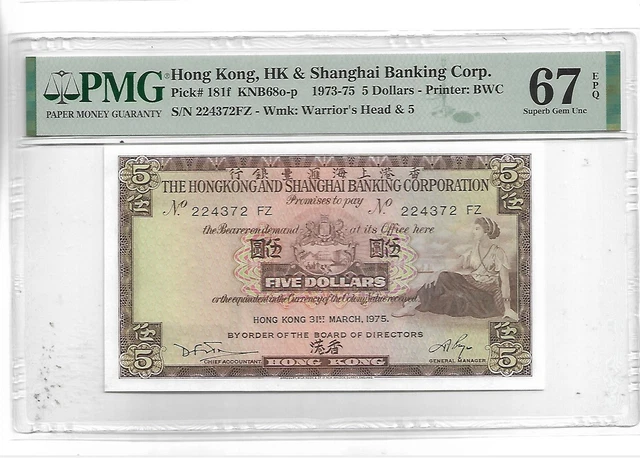 PMG
PAPER MONEY GUARANTY
Hong Kong, HK & Shanghai Banking Corp.
Pick# 181f KNB68o-p 1973-75 5 Dollars - Printer: BWC
S/N 224372FZ - Wmk: Warrior's Head & 5
67 EPQ
Superb Gem Unc
5 伍
行銀豐滙海上港香
5 伍
THE HONGKONG AND SHANGHAI BANKING CORPORATION
Promises to pay
No 224372 FZ
No 224372 FZ
the Bearer on demand at its Office here
圓伍
圓伍
FIVE DOLLARS
or the equivalent in the Currency of the Colony value received
HONG KONG 31ST MARCH, 1975.
BY ORDER OF THE BOARD OF DIRECTORS
港香
伍 5
CHIEF ACCOUNTANT
HONG KONG
GENERAL MANAGER
伍 5